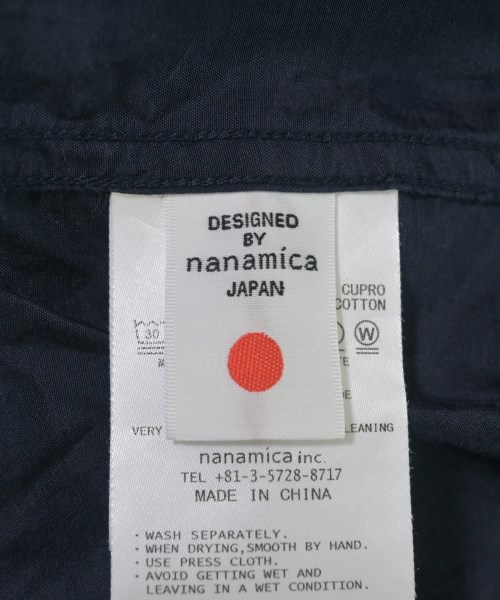 DESIGNED
BY
nanamica
JAPAN
CUPRO
COTTON
30
W
VERY
nanamica inc.
TEL +81-3-5728-8717
MADE IN CHINA
・WASH SEPARATELY.
・WHEN DRYING,SMOOTH BY HAND.
・USE PRESS CLOTH.
・AVOID GETTING WET AND
LEAVING IN A WET CONDITION.